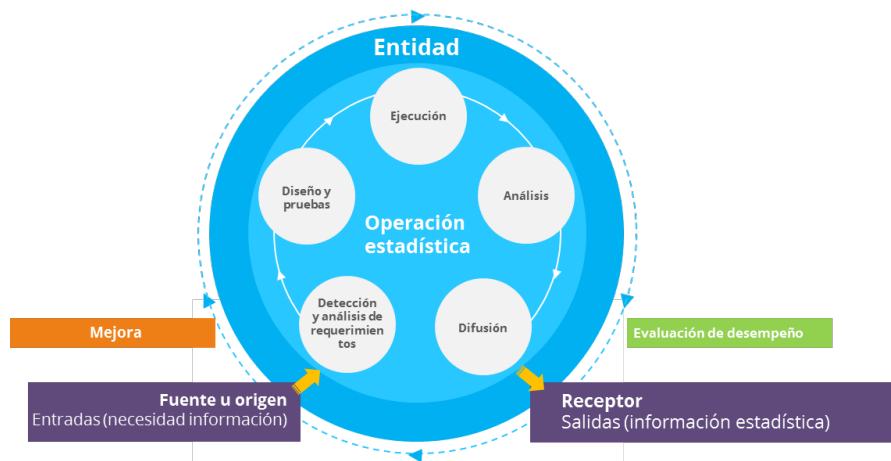 Entidad
Ejecución
Diseño y
pruebas
Análisis
Operación
estadística
Detección
y análisis de
requerimien
tos
Difusión
Mejora
Evaluación de desempeño
Fuente u origen
Entradas (necesidad información)
Receptor
Salidas (información estadística)